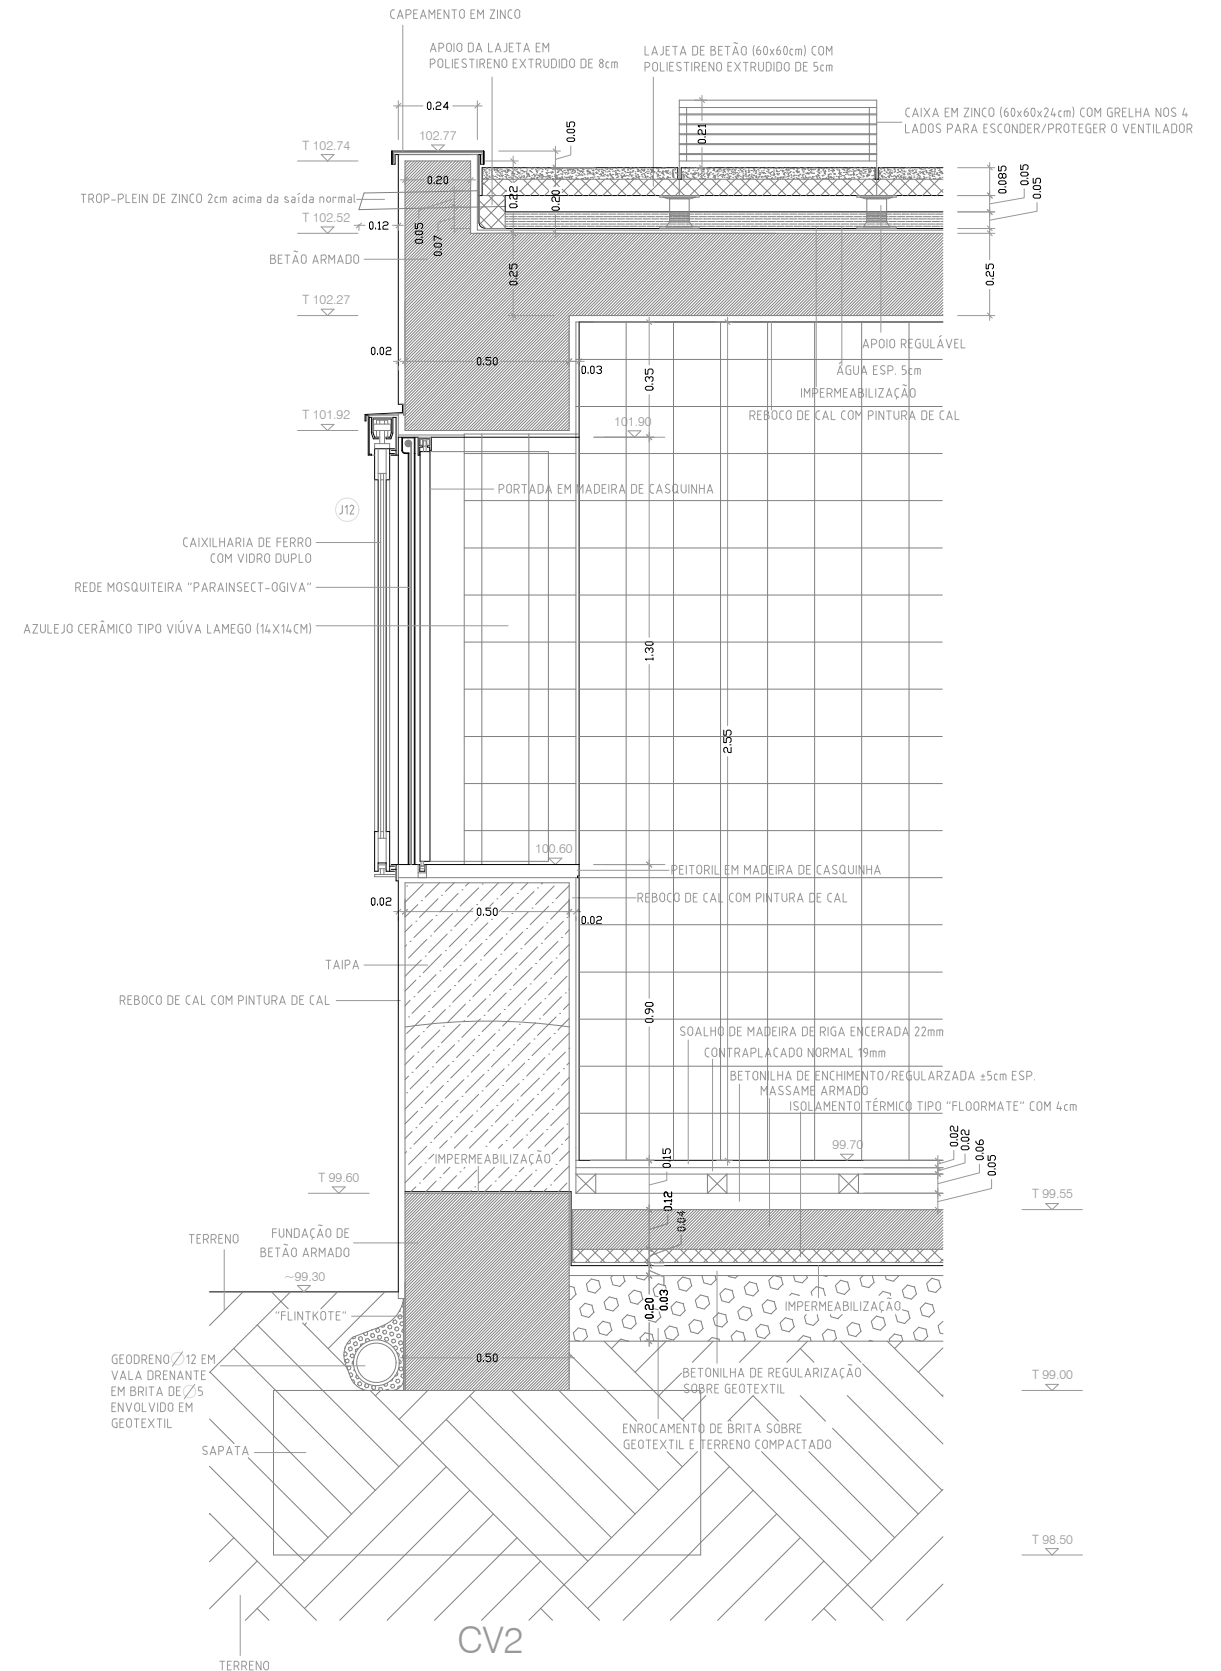 CAPEAMENTO EM ZINCO
APOIO DA LAJETA EM
POLIESTIRENO EXTRUDIDO DE 8cm
LAJETA DE BETÃO (60x60cm) COM
POLIESTIRENO EXTRUDIDO DE 5cm
CAIXA EM ZINCO (60x60x24cm) COM GRELHA NOS 4
LADOS PARA ESCONDER/PROTEGER O VENTILADOR
0.24
0.05
0.21
102.77
T 102.74
0.20
0.22
0.20
0.085
0.05
0.05
TROP-PLEIN DE ZINCO 2cm acima da saída normal
T 102.52
0.12
0.05
0.07
BETÃO ARMADO
0.25
0.25
T 102.27
0.02
0.50
0.03
0.35
APOIO REGULÁVEL
ÁGUA ESP. 5cm
IMPERMEABILIZAÇÃO
REBOCO DE CAL COM PINTURA DE CAL
T 101.92
101.90
PORTADA EM MADEIRA DE CASQUINHA
J12
CAIXILHARIA DE FERRO
COM VIDRO DUPLO
REDE MOSQUITEIRA "PARAINSECT-OGIVA"
AZULEJO CERÂMICO TIPO VIÚVA LAMEGO (14X14CM)
1.30
2.55
100.60
PEITORIL EM MADEIRA DE CASQUINHA
REBOCO DE CAL COM PINTURA DE CAL
0.02
0.50
0.02
TAIPA
REBOCO DE CAL COM PINTURA DE CAL
0.90
SOALHO DE MADEIRA DE RIGA ENCERADA 22mm
CONTRAPLACADO NORMAL 19mm
BETONILHA DE ENCHIMENTO/REGULARZADA ±5cm ESP.
MASSAME ARMADO
ISOLAMENTO TÉRMICO TIPO "FLOORMATE" COM 4cm
99.70
0.02
0.02
0.06
0.05
IMPERMEABILIZAÇÃO
0.15
T 99.60
0.12
T 99.55
0.04
FUNDAÇÃO DE
BETÃO ARMADO
TERRENO
~99.30
"FLINTKOTE"
0.20
0.03
IMPERMEABILIZAÇÃO
0.50
GEODRENO Ø 12 EM
VALA DRENANTE
EM BRITA DE Ø 5
ENVOLVIDO EM
GEOTEXTIL
BETONILHA DE REGULARIZAÇÃO
SOBRE GEOTEXTIL
T 99.00
ENROCAMENTO DE BRITA SOBRE
GEOTEXTIL E TERRENO COMPACTADO
SAPATA
T 98.50
CV2
TERRENO